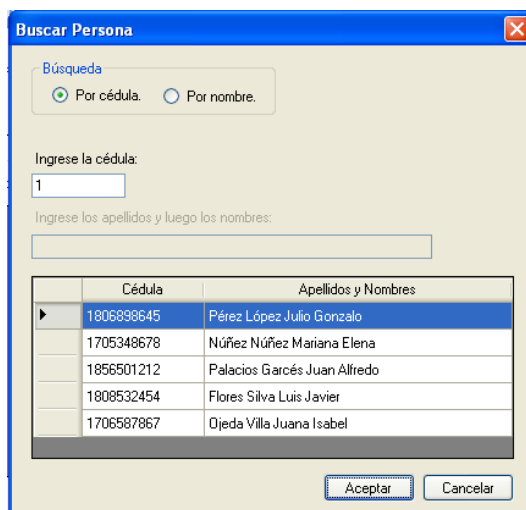 Buscar Persona
Búsqueda
Por cédula. Por nombre.
Ingrese la cédula:
1
Ingrese los apellidos y luego los nombres:
Cédula Apellidos y Nombres
1806898645 Pérez López Julio Gonzalo
1705348678 Núñez Núñez Mariana Elena
1856501212 Palacios Garcés Juan Alfredo
1808532454 Flores Silva Luis Javier
1706587867 Ojeda Villa Juana Isabel
Aceptar Cancelar